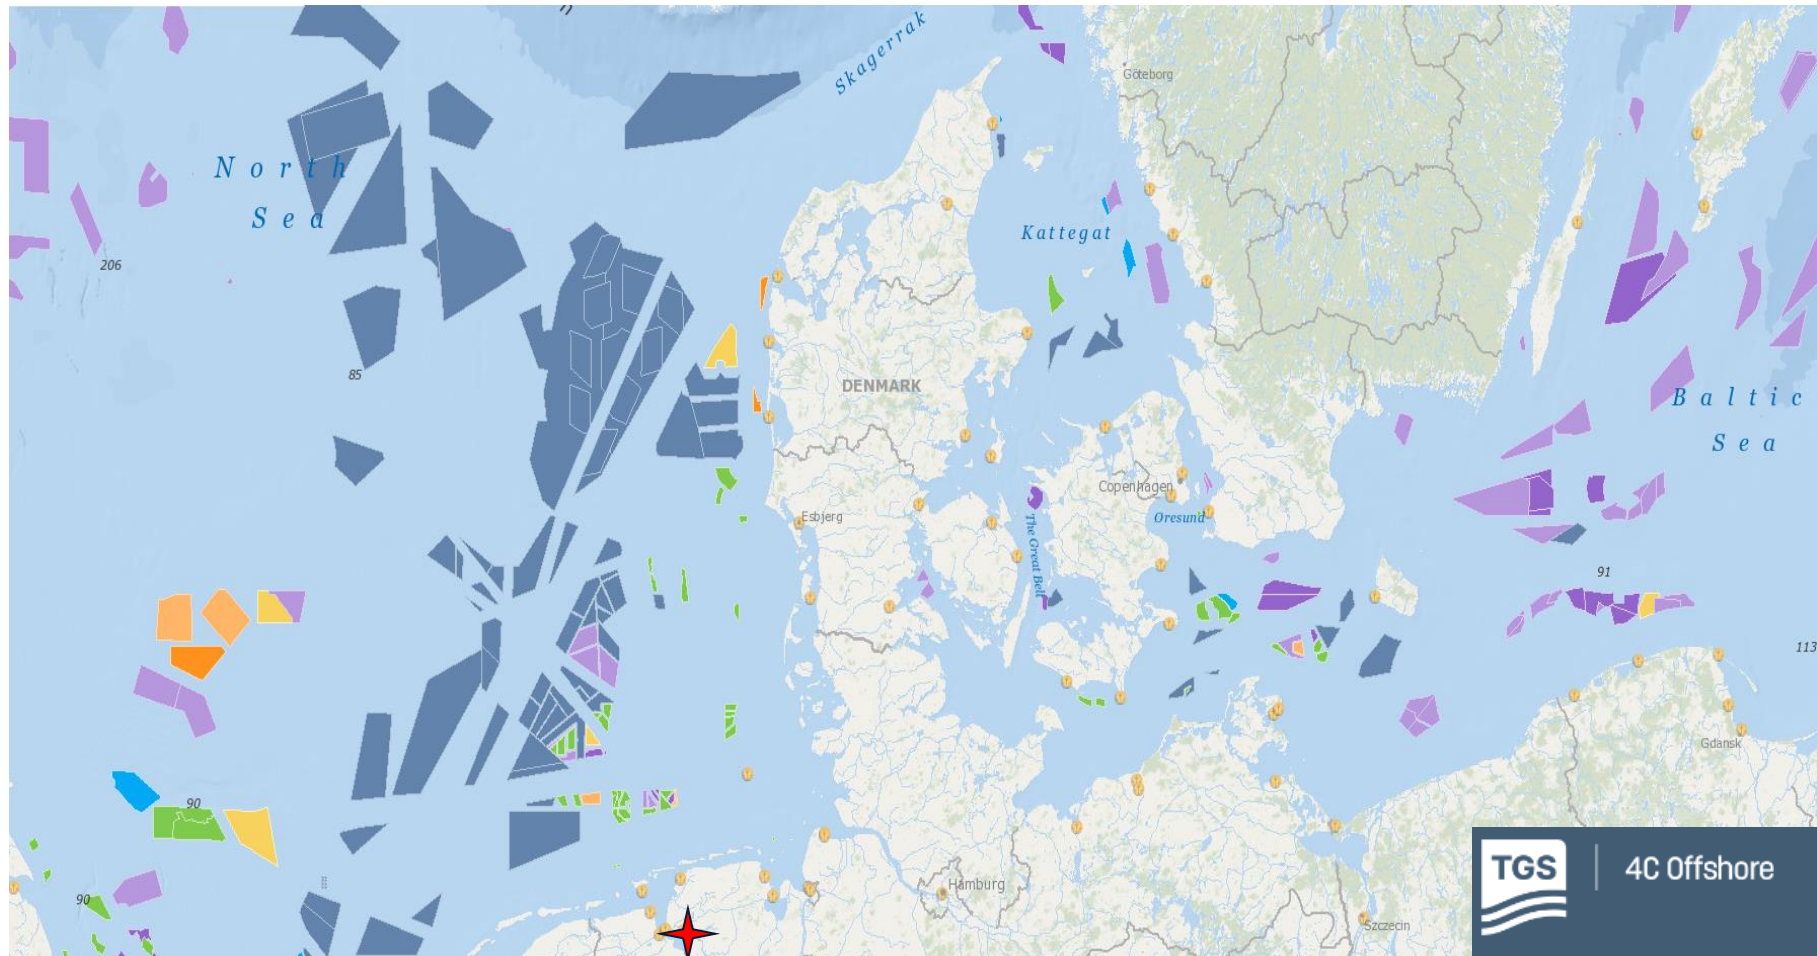 Skagerrak
Göteborg
North
Sea
Kattegat
206
85
DENMARK
Baltic
Sea
Copenhagen
Esbjerg
Oresund
The Great Belt
91
113
Gdansk
90
90
Hamburg
Szczecin
TGS
4C Offshore